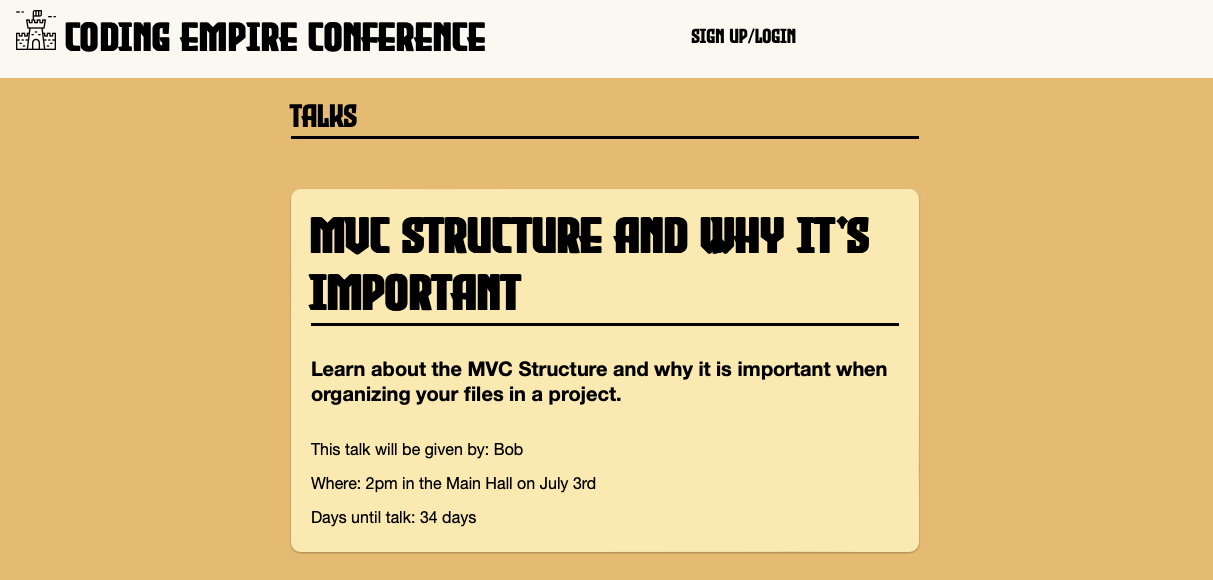 CODING EMPIRE CONFERENCE
SIGN UP/LOGIN
TALKS
MVC STRUCTURE AND WHY IT'S
IMPORTANT
Learn about the MVC Structure and why it is important when
organizing your files in a project.
This talk will be given by: Bob
Where: 2pm in the Main Hall on July 3rd
Days until talk: 34 days